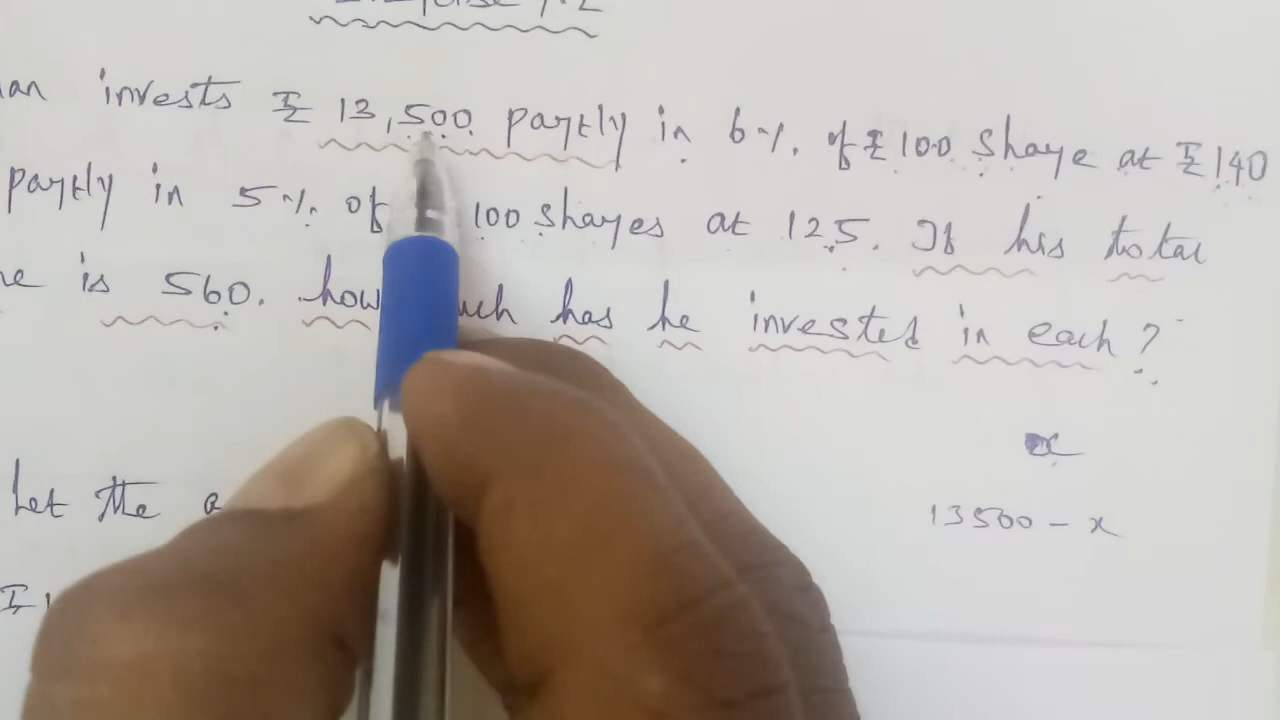 invests ₹ 13,500 partly in 6%. of ₹100 Share at ₹140
partly in 5%. of 100 shares at 125. If his total
is 560. how has he invested in each?
x
Let the
13500 - x